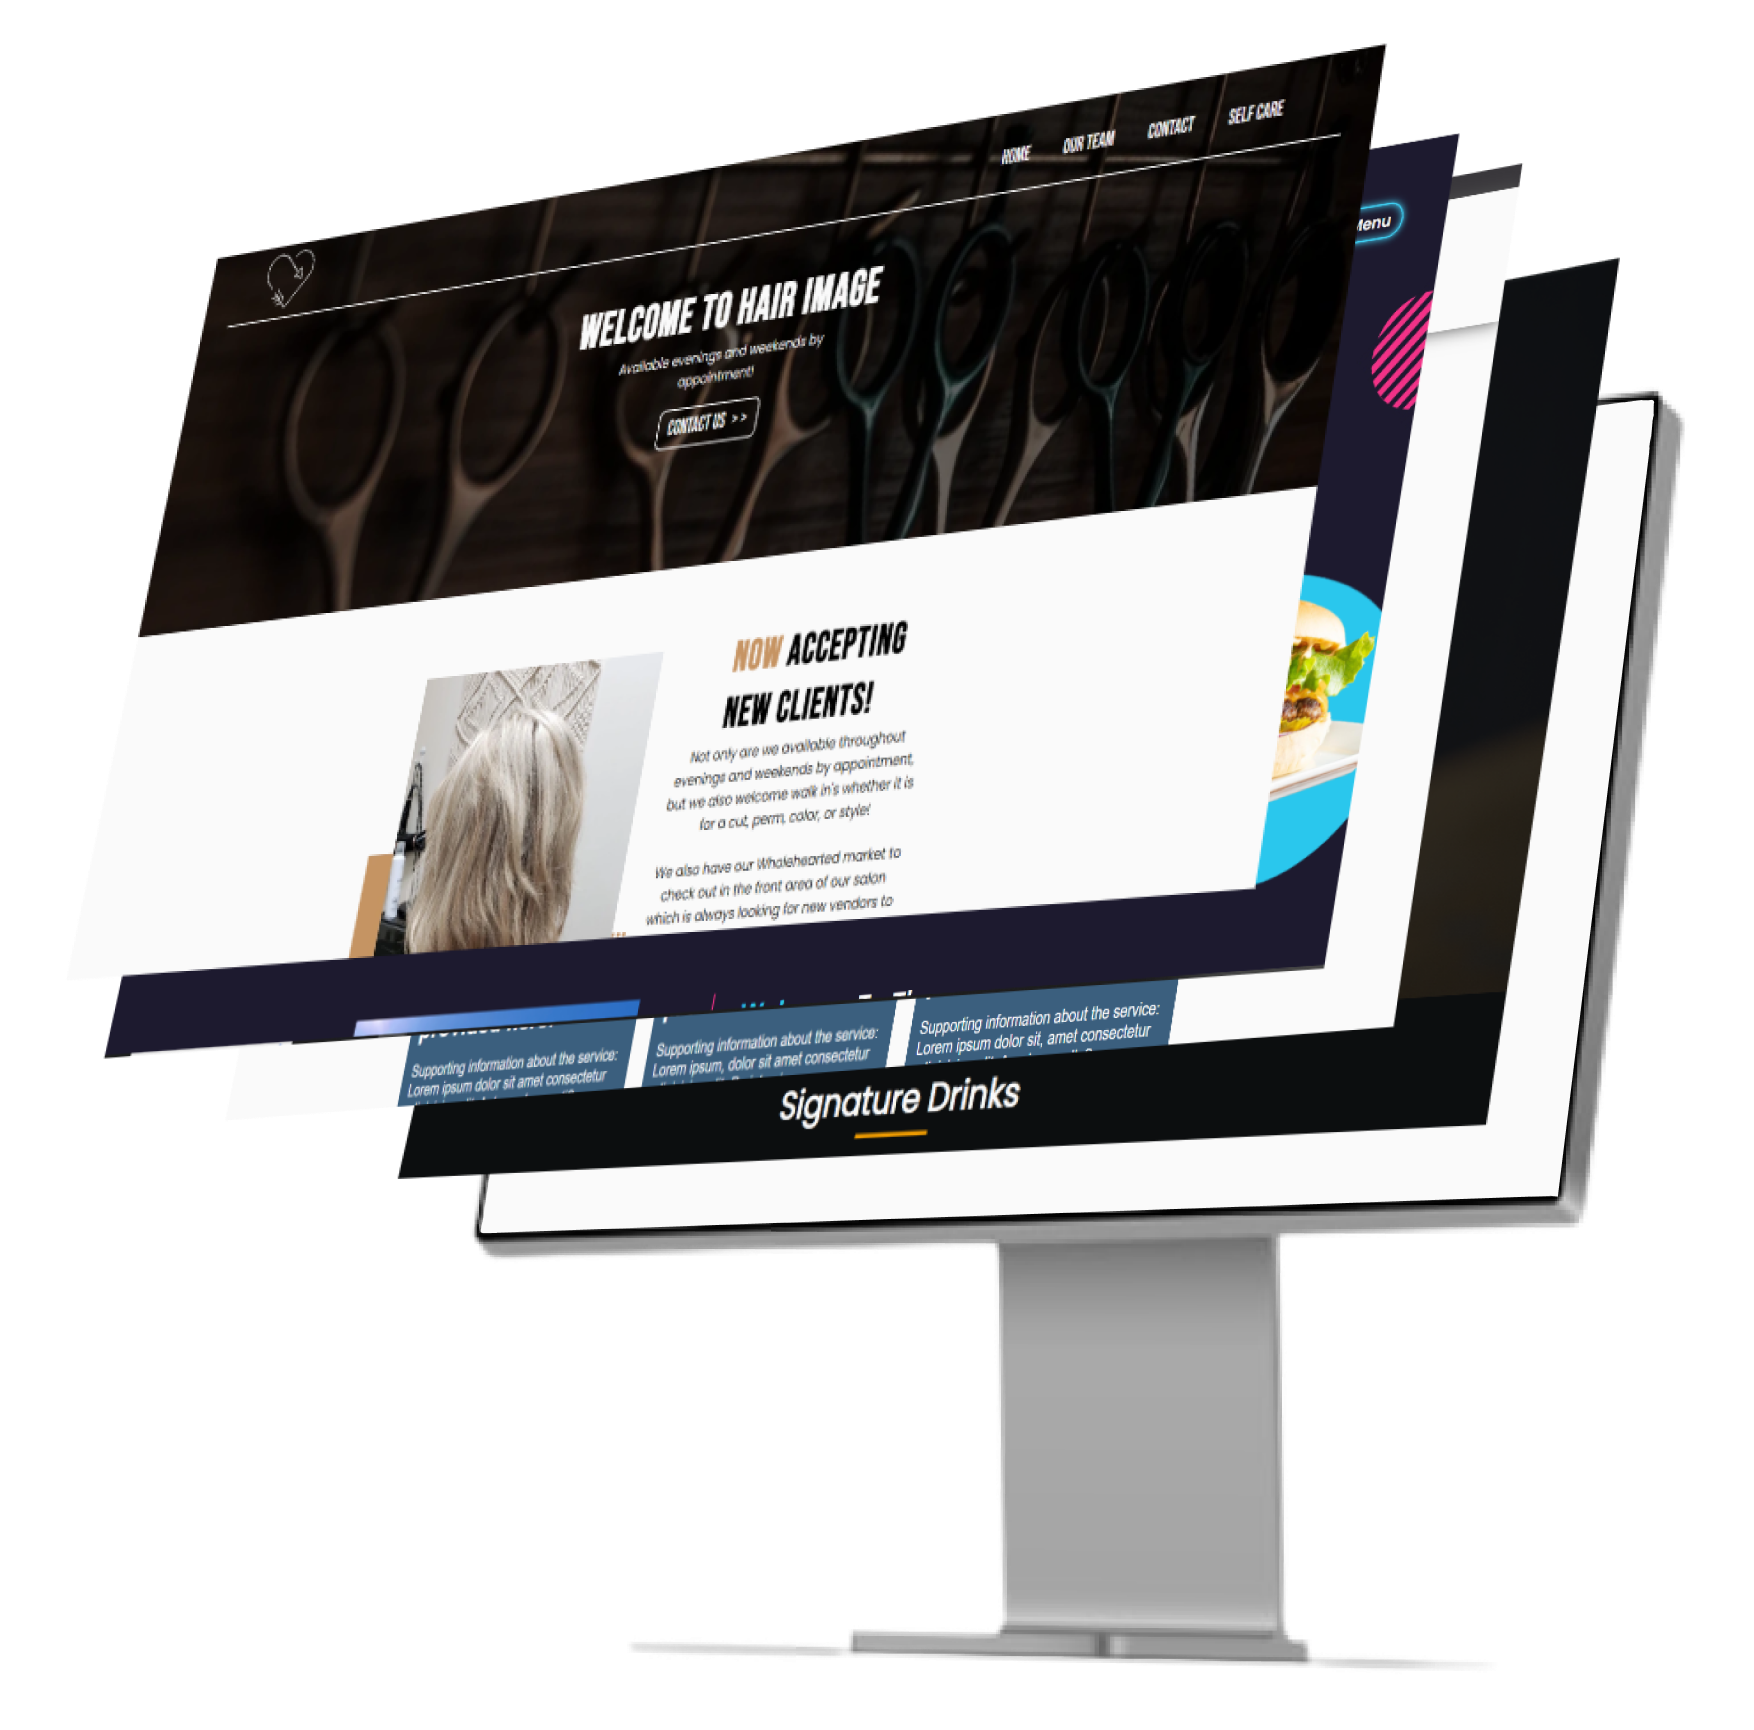 HOME OUR TEAM CONTACT SELF CARE
WELCOME TO HAIR IMAGE
Available evenings and weekends by
appointment!
CONTACT US >>
Menu
NOW ACCEPTING
NEW CLIENTS!
Not only are we available throughout
evenings and weekends by appointment,
but we also welcome walk in's whether it is
for a cut, perm, color, or style!
We also have our Wholehearted market to
check out in the front area of our salon
which is always looking for new vendors to
Supporting information about the service:
Lorem ipsum dolor sit amet consectetur
Supporting information about the service:
Lorem ipsum, dolor sit amet consectetur
Supporting information about the service:
Lorem ipsum dolor sit, amet consectetur
Signature Drinks